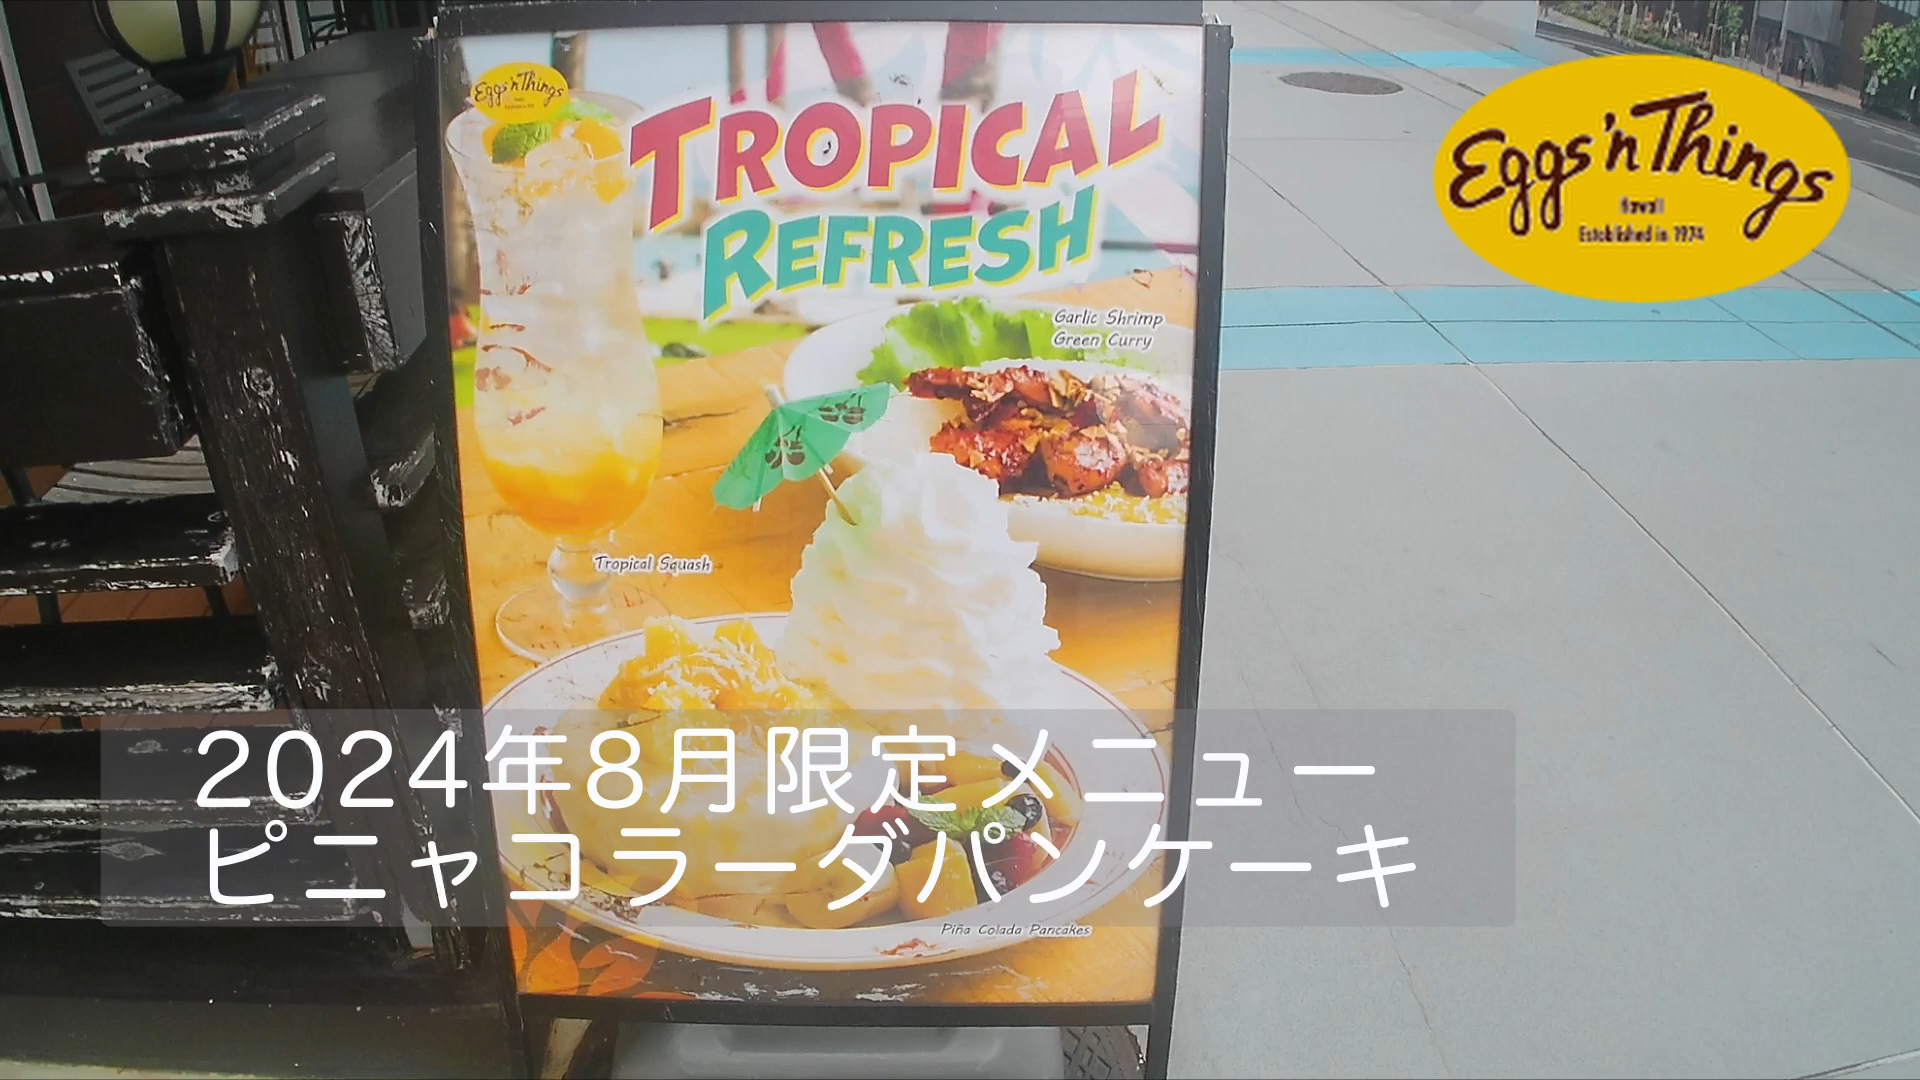 Eggs'n Things
TROPICAL
REFRESH
Garlic Shrimp
Green Curry
Tropical Squash
Piña Colada Pancakes
Eggs'n Things
Hawaii
Established in 1974
2024年8月限定メニュー
ピニャコラーダパンケーキ